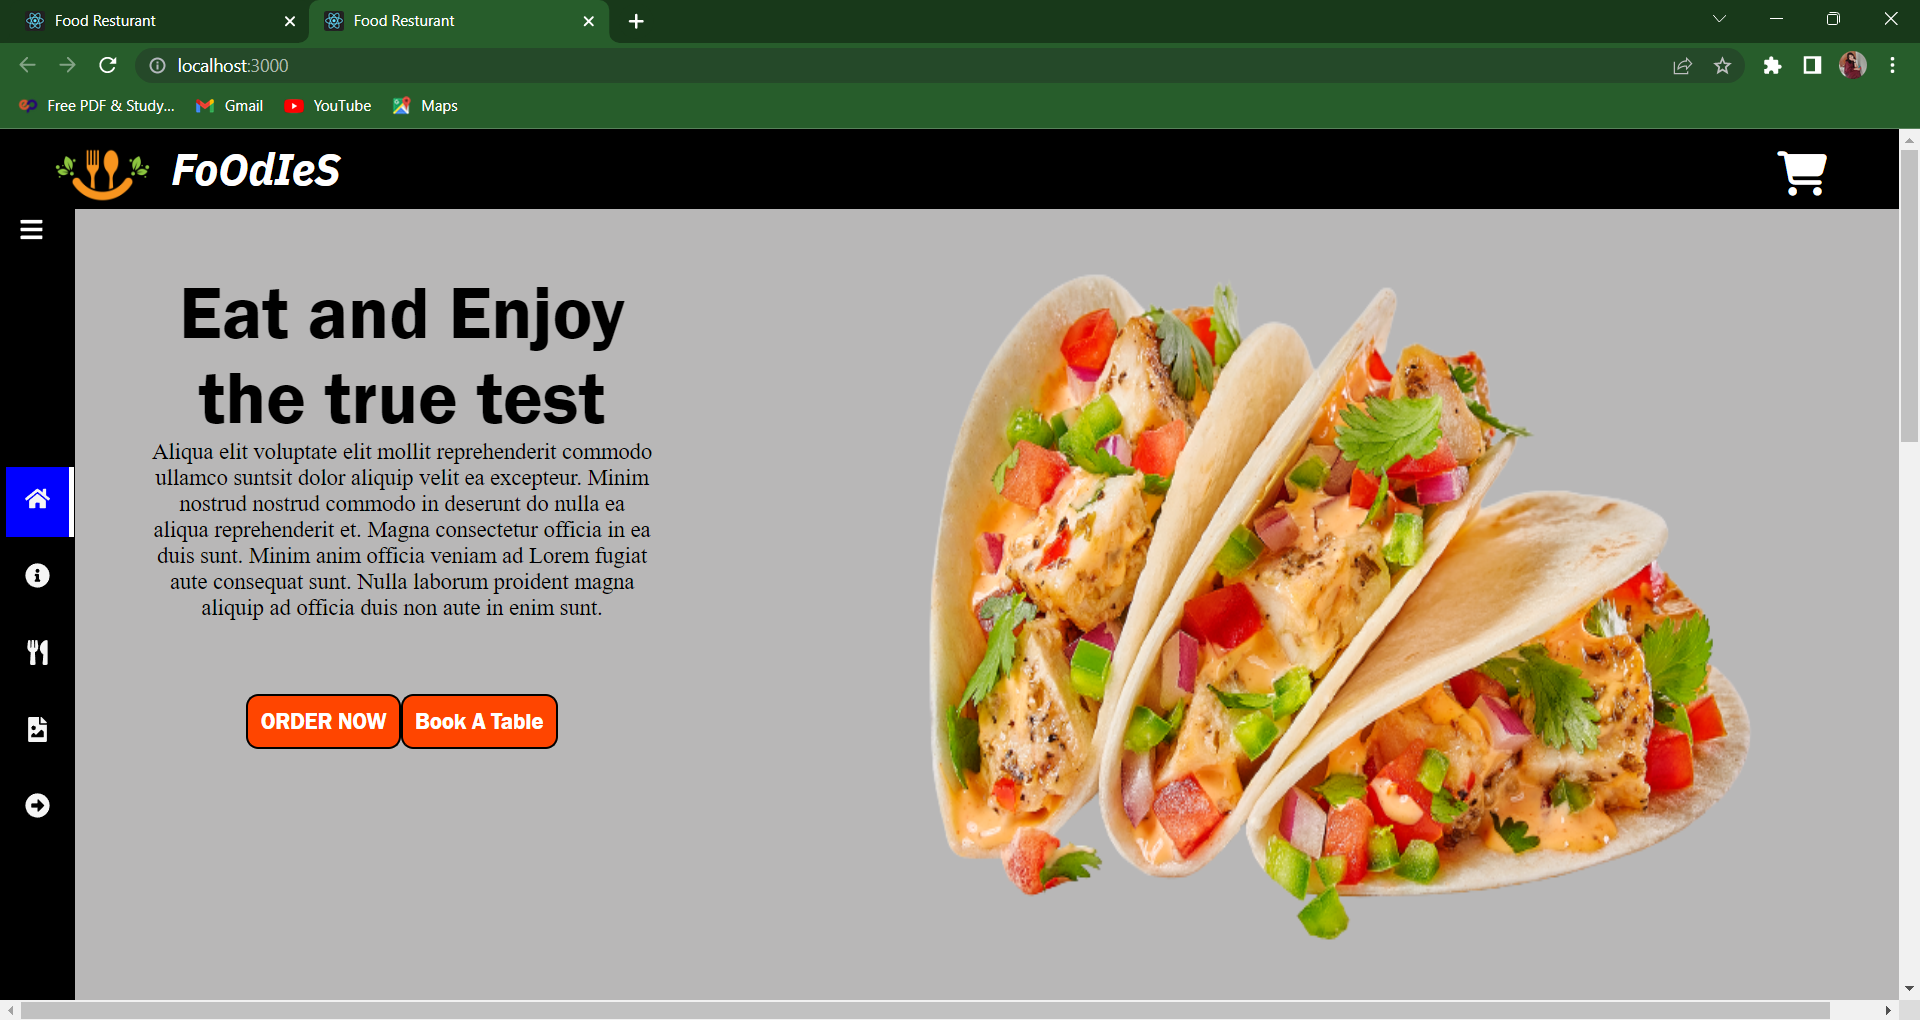 Food Resturant
Food Resturant
localhost:3000
Free PDF & Study...
Gmail
YouTube
Maps
FoOdIeS
Eat and Enjoy
the true test
Aliqua elit voluptate elit mollit reprehenderit commodo
ullamco suntsit dolor aliquip velit ea excepteur. Minim
nostrud nostrud commodo in deserunt do nulla ea
aliqua reprehenderit et. Magna consectetur officia in ea
duis sunt. Minim anim officia veniam ad Lorem fugiat
aute consequat sunt. Nulla laborum proident magna
aliquip ad officia duis non aute in enim sunt.
ORDER NOW
Book A Table